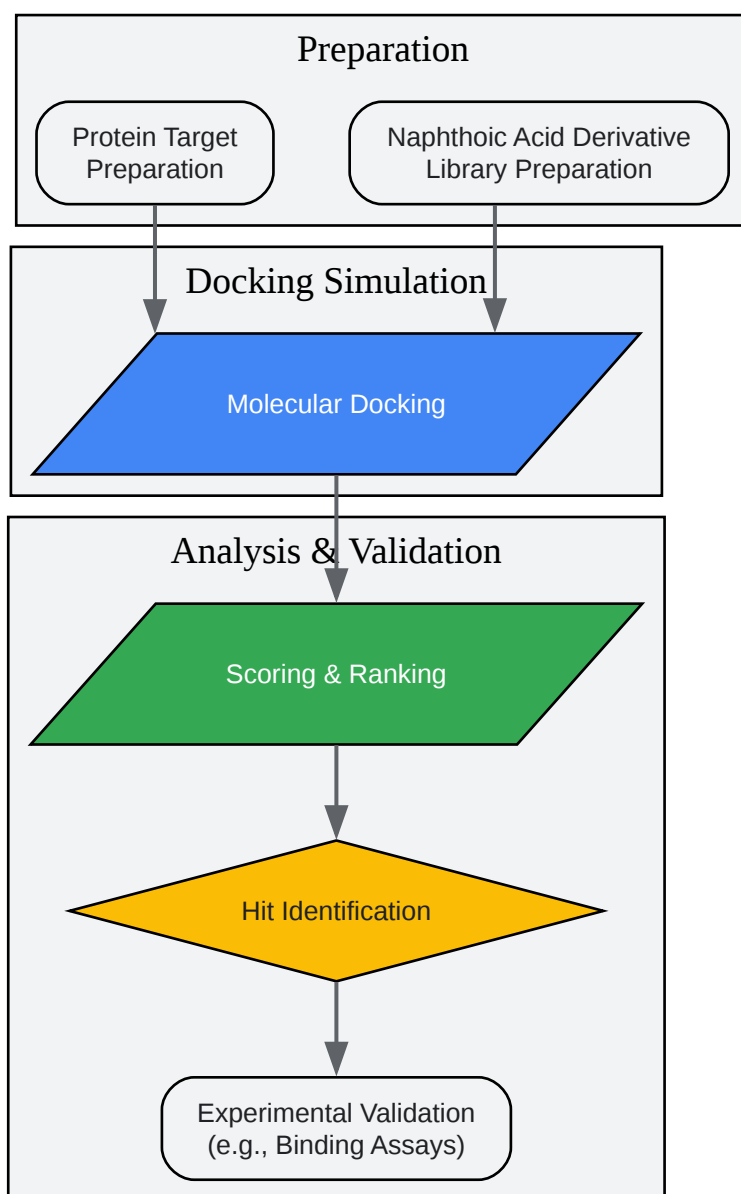 Preparation
Protein Target
Preparation
Naphthoic Acid Derivative
Library Preparation
Docking Simulation
Molecular Docking
Analysis & Validation
Scoring & Ranking
Hit Identification
Experimental Validation
(e.g., Binding Assays)